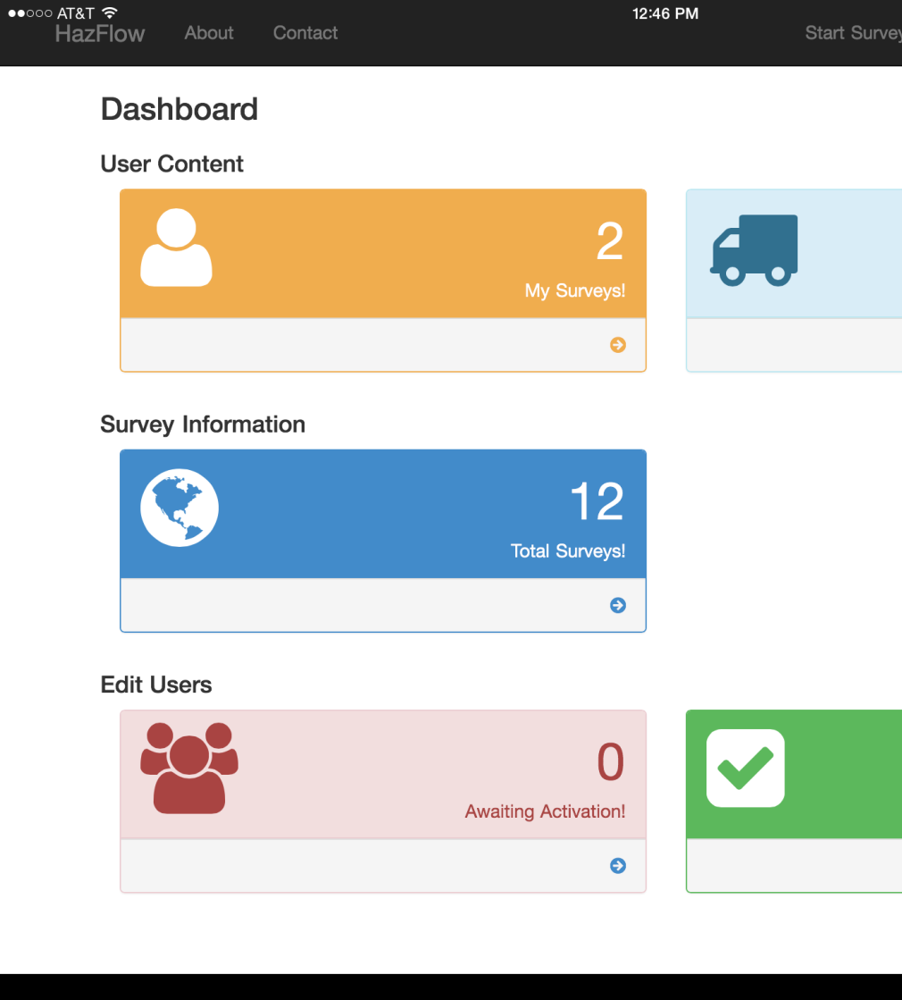 AT&T 12:46 PM
HazFlow About Contact Start Survey
Dashboard
User Content
2
My Surveys!
Survey Information
12
Total Surveys!
Edit Users
0
Awaiting Activation!